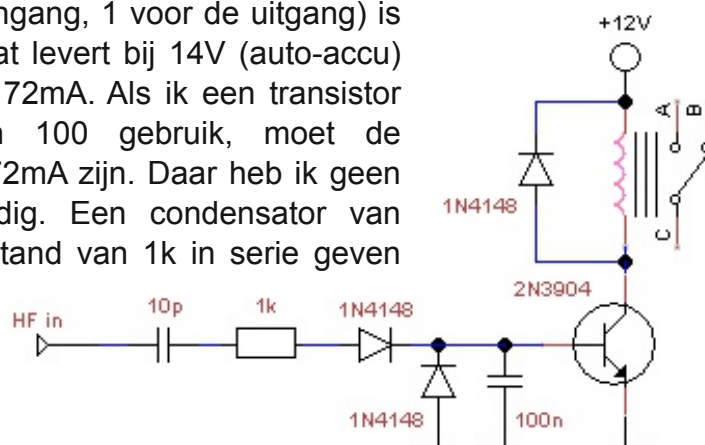 ngang, 1 voor de uitgang) is
at levert bij 14V (auto-accu)
72mA. Als ik een transistor
100 gebruik, moet de
72mA zijn. Daar heb ik geen
dig. Een condensator van
tand van 1k in serie geven
+12V
A
B
C
1N4148
2N3904
HF in
10p
1k
1N4148
1N4148
100n